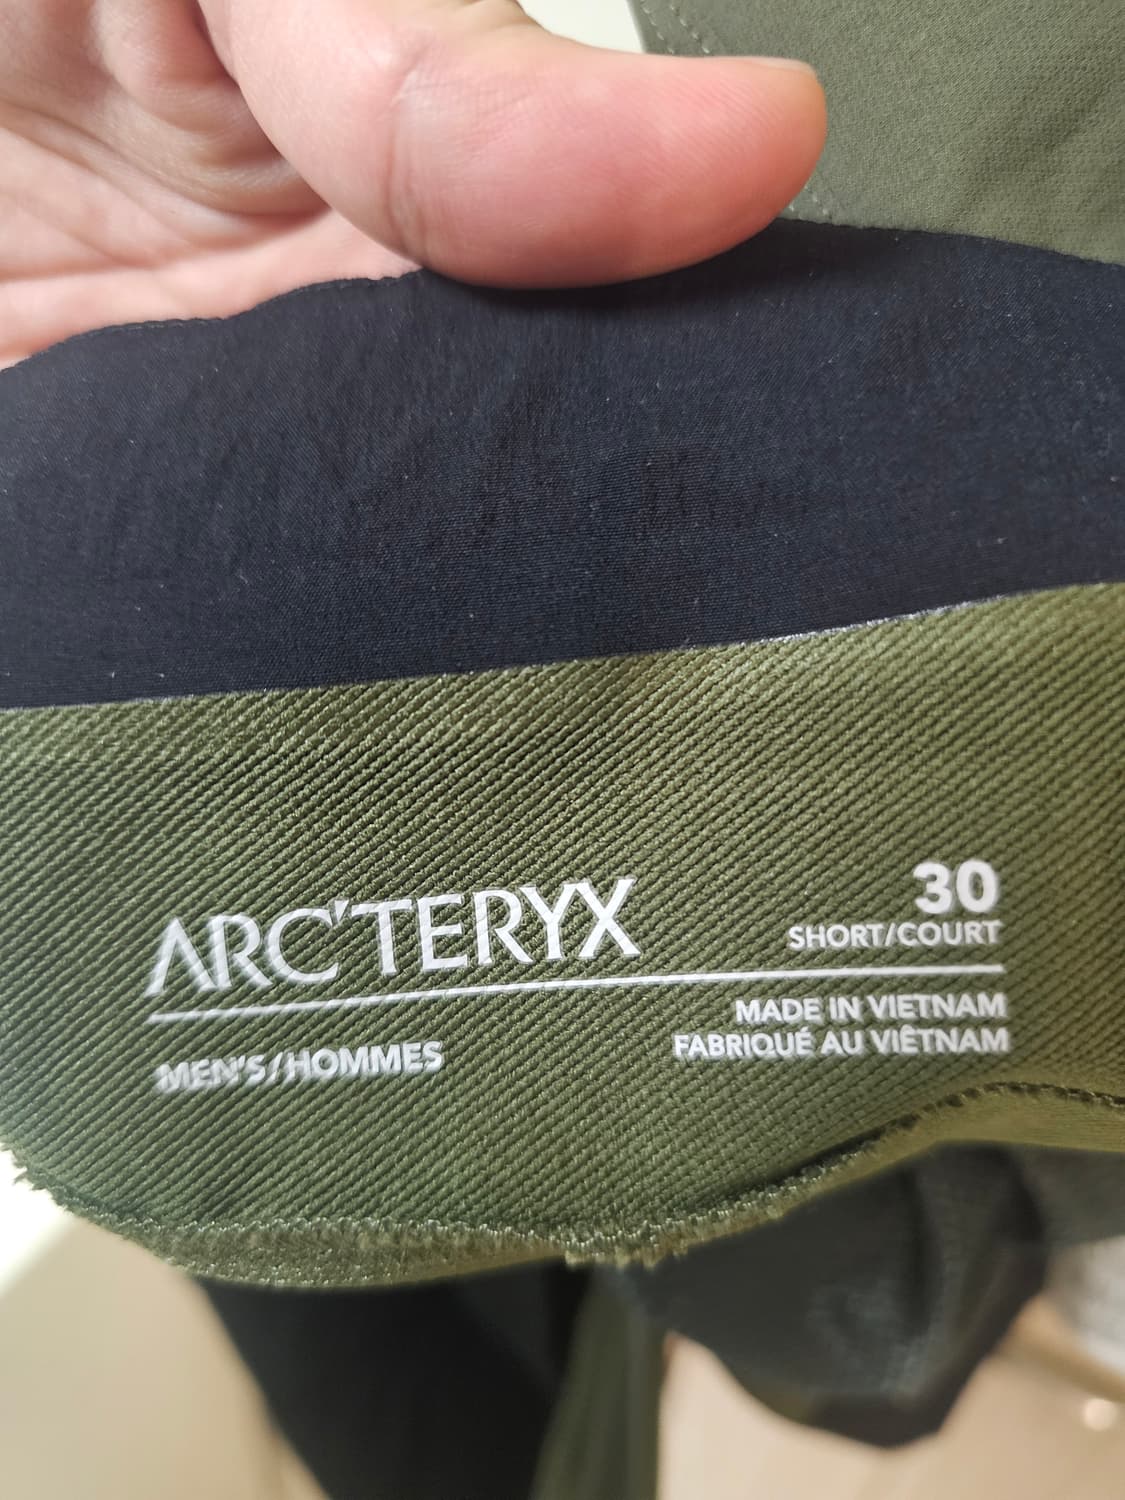 ARC'TERYX
30
SHORT/COURT
MEN'S/HOMMES
MADE IN VIETNAM
FABRIQUÉ AU VIÊTNAM